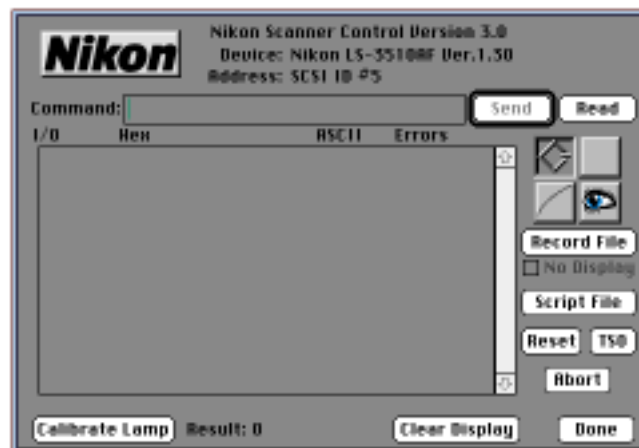 Nikon
Nikon Scanner Control Version 3.0
Device: Nikon LS-3510AF Ver.1.30
Address: SCSI ID #5
Command: Send Read
I/O Hex ASCII Errors
Record File
No Display
Script File
Reset TSO
Abort
Calibrate Lamp Result: 0 Clear Display Done